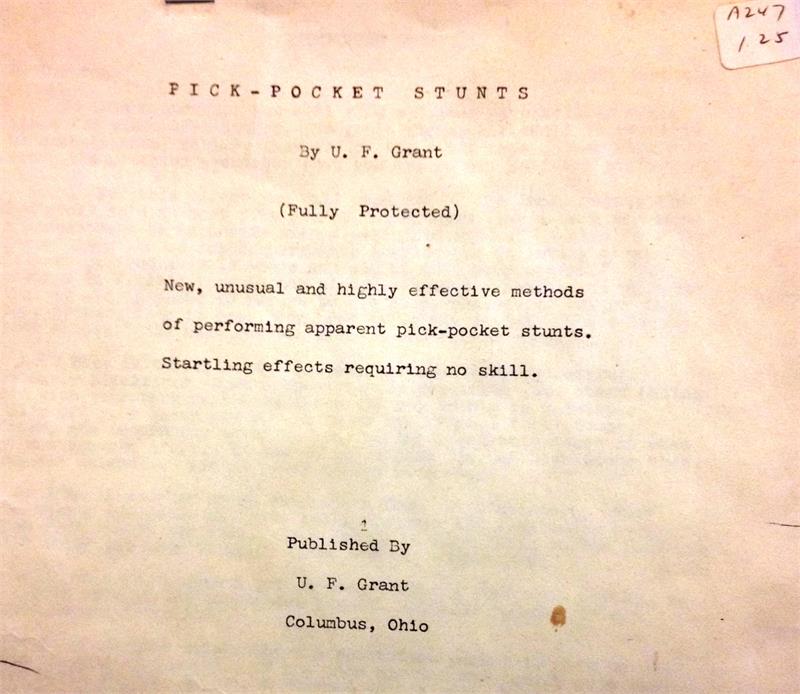 A247
1.25
PICK-POCKET STUNTS
By U. F. Grant
(Fully Protected)
New, unusual and highly effective methods
of performing apparent pick-pocket stunts.
Startling effects requiring no skill.
Published By
U. F. Grant
Columbus, Ohio